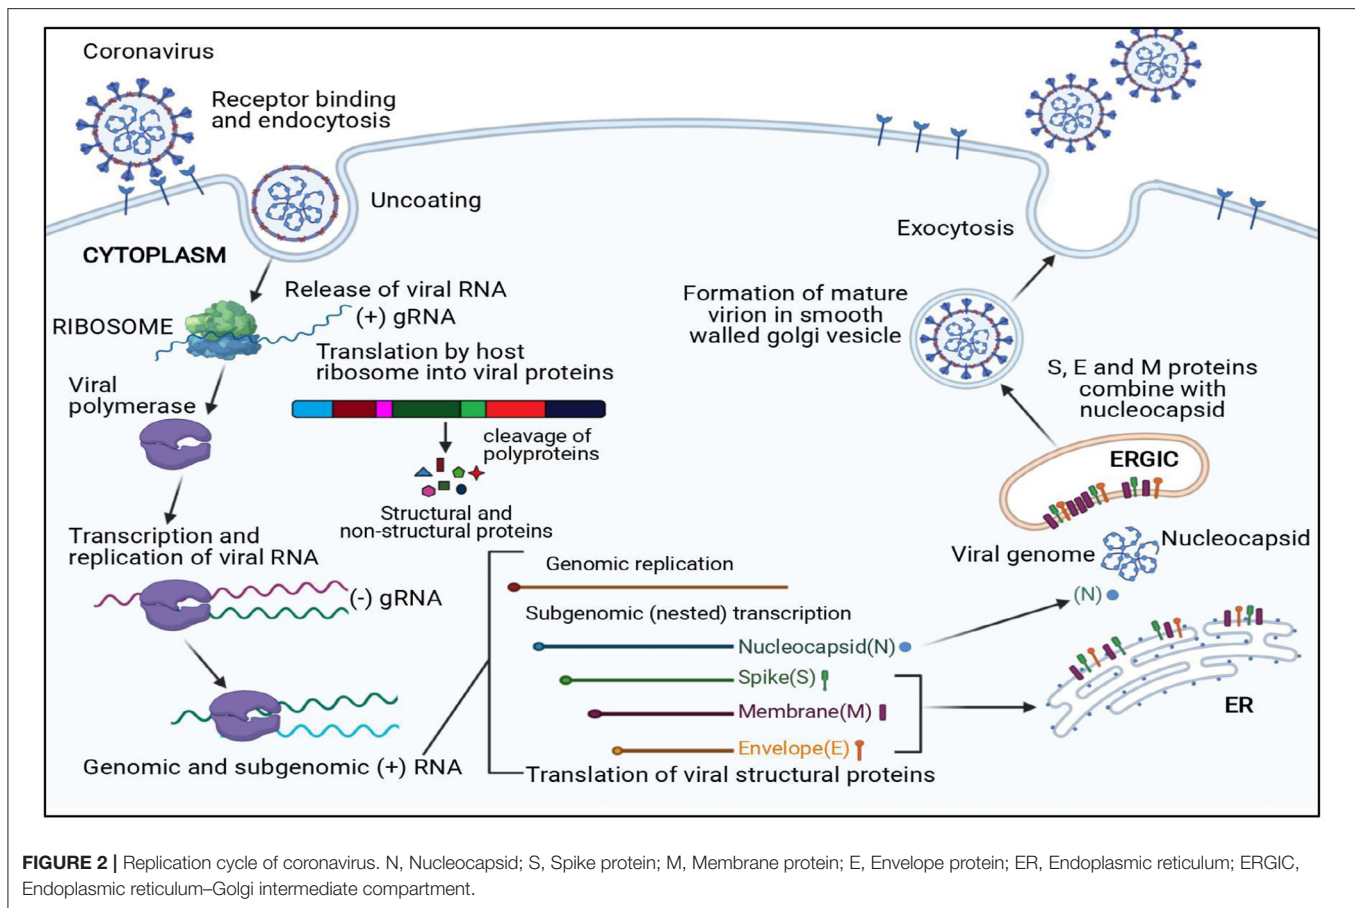 Coronavirus
Receptor binding
and endocytosis
Uncoating
CYTOPLASM
Release of viral RNA
(+) gRNA
RIBOSOME
Translation by host
ribosome into viral proteins
Viral
polymerase
cleavage of
polyproteins
Structural and
non-structural proteins
Transcription and
replication of viral RNA
(-) gRNA
Genomic and subgenomic (+) RNA
Genomic replication
Subgenomic (nested) transcription
Nucleocapsid(N)
Spike(S)
Membrane(M)
Envelope(E)
Translation of viral structural proteins
Exocytosis
Formation of mature
virion in smooth
walled golgi vesicle
S, E and M proteins
combine with
nucleocapsid
ERGIC
Viral genome
Nucleocapsid
(N)
ER
FIGURE 2 | Replication cycle of coronavirus. N, Nucleocapsid; S, Spike protein; M, Membrane protein; E, Envelope protein; ER, Endoplasmic reticulum; ERGIC,
Endoplasmic reticulum–Golgi intermediate compartment.